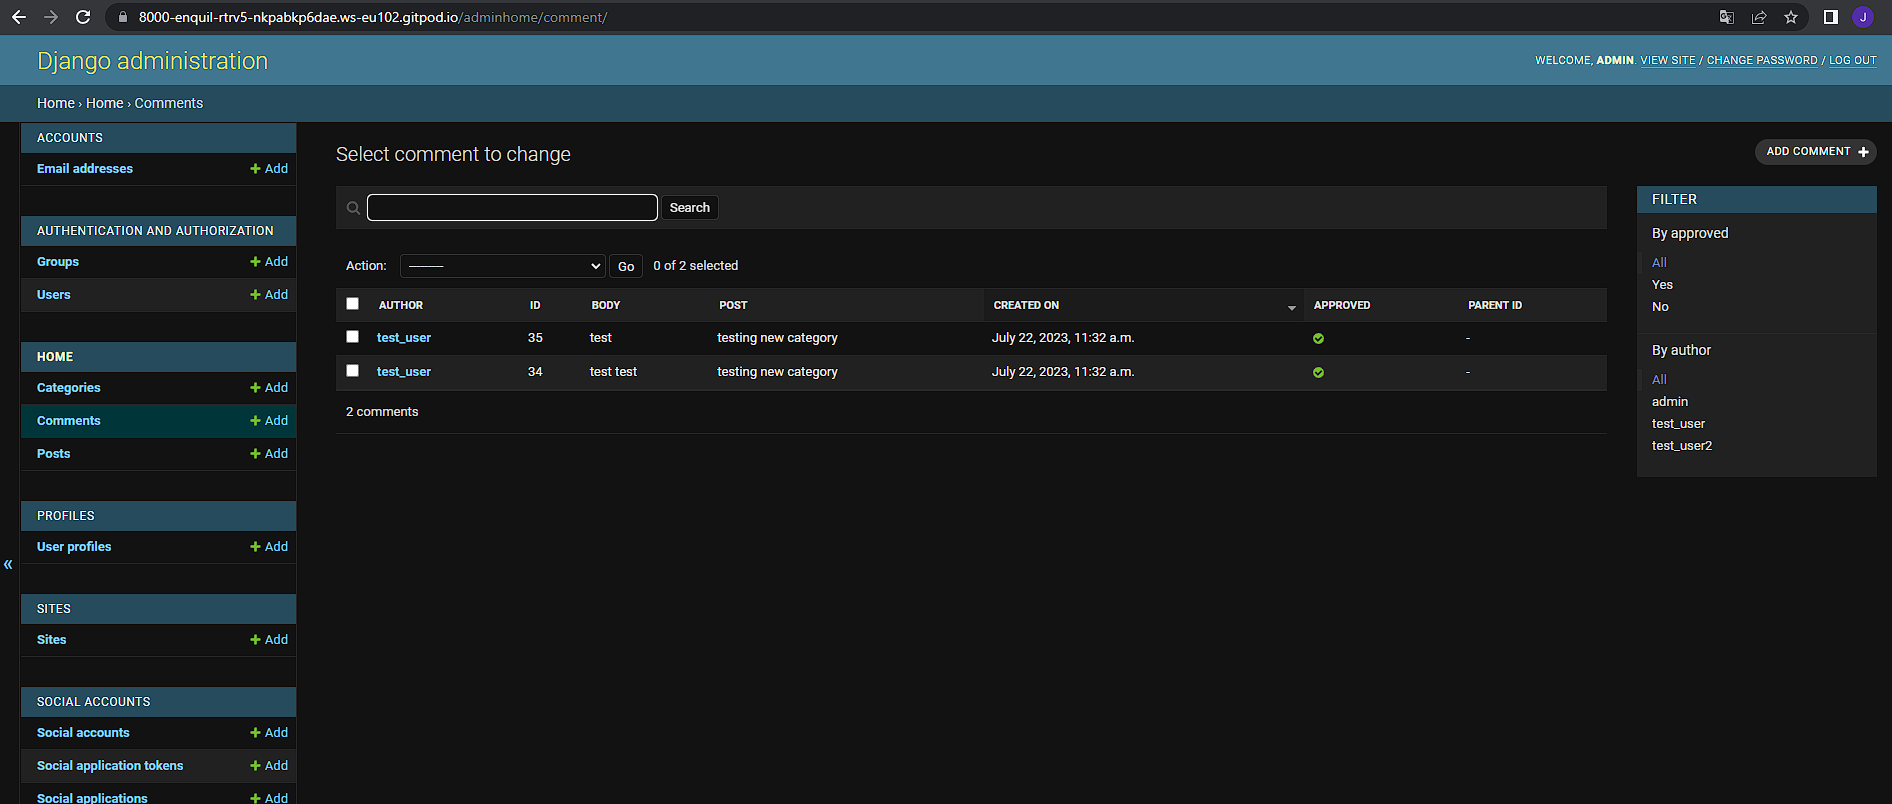 8000-enquil-rtrv5-nkpabkp6dae.ws-eu102.gitpod.io/adminhome/comment/
J
Django administration
WELCOME, ADMIN. VIEW SITE / CHANGE PASSWORD / LOG OUT
Home › Home › Comments
ACCOUNTS
Email addresses + Add
AUTHENTICATION AND AUTHORIZATION
Groups + Add
Users + Add
HOME
Categories + Add
Comments + Add
Posts + Add
PROFILES
User profiles + Add
SITES
Sites + Add
SOCIAL ACCOUNTS
Social accounts + Add
Social application tokens + Add
Social applications + Add
«
Select comment to change
ADD COMMENT +
Search
Action: --------- Go 0 of 2 selected
AUTHOR ID BODY POST CREATED ON APPROVED PARENT ID
test_user 35 test testing new category July 22, 2023, 11:32 a.m. -
test_user 34 test test testing new category July 22, 2023, 11:32 a.m. -
2 comments
FILTER
By approved
All
Yes
No
By author
All
admin
test_user
test_user2